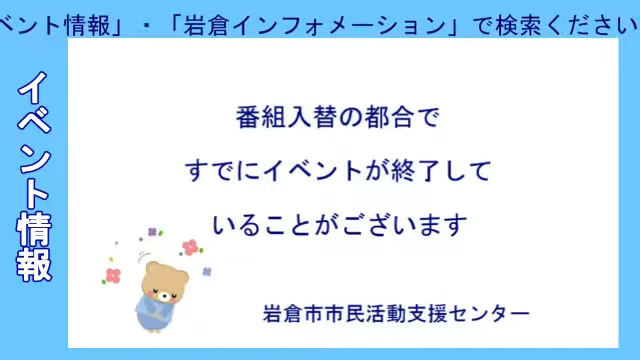 ベント情報」・「岩倉インフォメーション」で検索ください
イベント情報
番組入替の都合で
すでにイベントが終了して
いることがございます
岩倉市市民活動支援センター